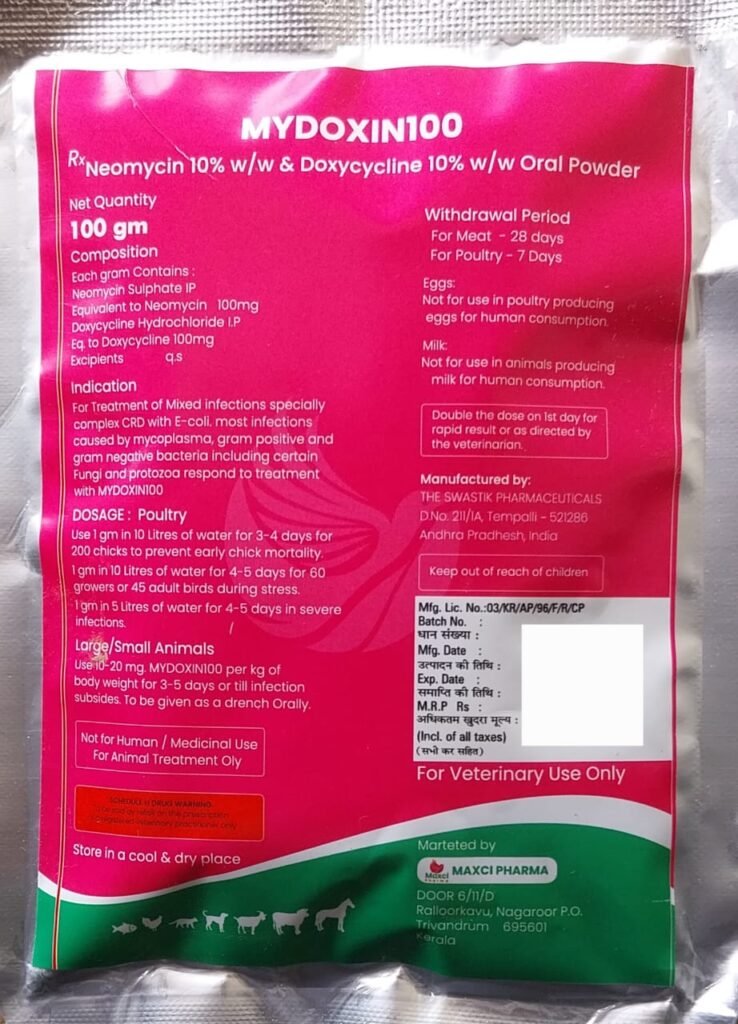 MYDOXIN100
Rx Neomycin 10% w/w & Doxycycline 10% w/w Oral Powder
Net Quantity
100 gm
Composition
Each gram Contains :
Neomycin Sulphate IP
Equivalent to Neomycin 100mg
Doxycycline Hydrochloride I.P
Eq. to Doxycycline 100mg
Excipients q.s
Indication
For Treatment of Mixed infections specially
complex CRD with E-coli. most infections
caused by mycoplasma, gram positive and
gram negative bacteria including certain
Fungi and protozoa respond to treatment
with MYDOXIN100
DOSAGE : Poultry
Use 1 gm in 10 Litres of water for 3-4 days for
200 chicks to prevent early chick mortality.
1 gm in 10 Litres of water for 4-5 days for 60
growers or 45 adult birds during stress.
1 gm in 5 Litres of water for 4-5 days in severe
infections.
Large/Small Animals
Use 10-20 mg. MYDOXIN100 per kg of
body weight for 3-5 days or till infection
subsides. To be given as a drench Orally.
Not for Human / Medicinal Use
For Animal Treatment Oly
SCHEDULE H DRUG WARNING
Store in a cool & dry place
Withdrawal Period
For Meat - 28 days
For Poultry - 7 Days
Eggs:
Not for use in poultry producing
eggs for human consumption.
Milk:
Not for use in animals producing
milk for human consumption.
Double the dose on 1st day for
rapid result or as directed by
the veterinarian.
Manufactured by:
THE SWASTIK PHARMACEUTICALS
D.No. 211/1A, Tempalli - 521286
Andhra Pradhesh, India
Keep out of reach of children
Mfg. Lic. No.:03/KR/AP/96/F/R/CP
Batch No. :
धान संख्या :
Mfg. Date :
उत्पादन की तिथि :
Exp. Date :
समाप्ति की तिथि :
M.R.P Rs :
अधिकतम खुदरा मूल्य :
(Incl. of all taxes)
(सभी कर सहित)
For Veterinary Use Only
Marteted by
Maxci
PHARMA
MAXCI PHARMA
DOOR 6/11/D
Ralloorkavu, Nagaroor P.O.
Trivandrum 695601
Kerala